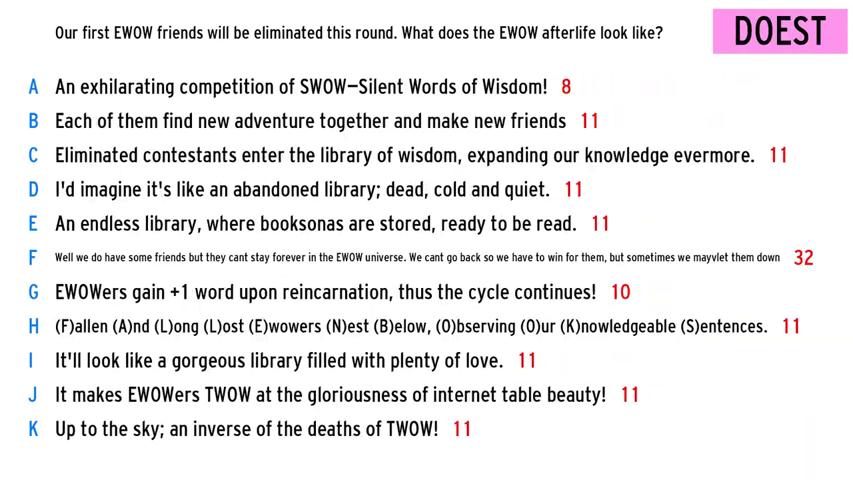 Our first EWOW friends will be eliminated this round. What does the EWOW afterlife look like?
DOEST
A An exhilarating competition of SWOW—Silent Words of Wisdom! 8
B Each of them find new adventure together and make new friends 11
C Eliminated contestants enter the library of wisdom, expanding our knowledge evermore. 11
D I'd imagine it's like an abandoned library; dead, cold and quiet. 11
E An endless library, where booksonas are stored, ready to be read. 11
F Well we do have some friends but they cant stay forever in the EWOW universe. We cant go back so we have to win for them, but sometimes we mayvlet them down 32
G EWOWers gain +1 word upon reincarnation, thus the cycle continues! 10
H (F)allen (A)nd (L)ong (L)ost (E)wowers (N)est (B)elow, (O)bserving (O)ur (K)nowledgeable (S)entences. 11
I It'll look like a gorgeous library filled with plenty of love. 11
J It makes EWOWers TWOW at the gloriousness of internet table beauty! 11
K Up to the sky; an inverse of the deaths of TWOW! 11